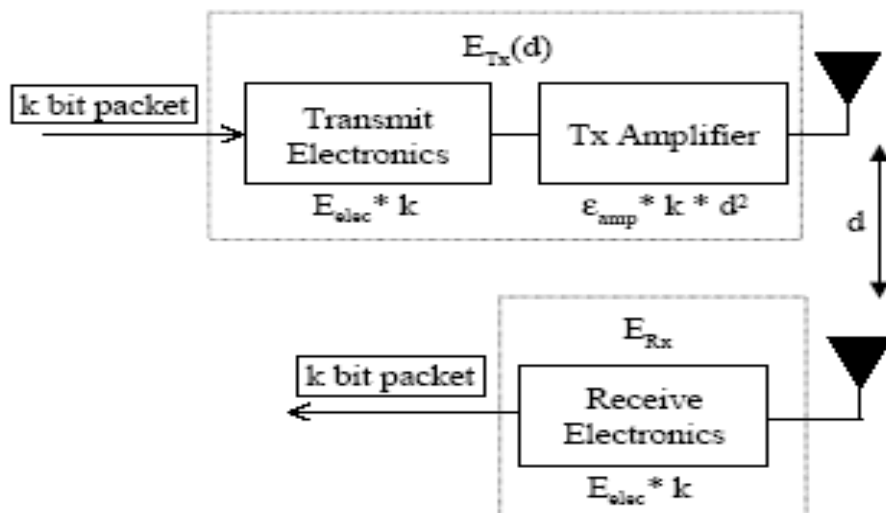 E_Tx(d)
k bit packet
Transmit
Electronics
Tx Amplifier
E_elec* k
ε_amp* k * d²
d
E_Rx
k bit packet
Receive
Electronics
E_elec* k